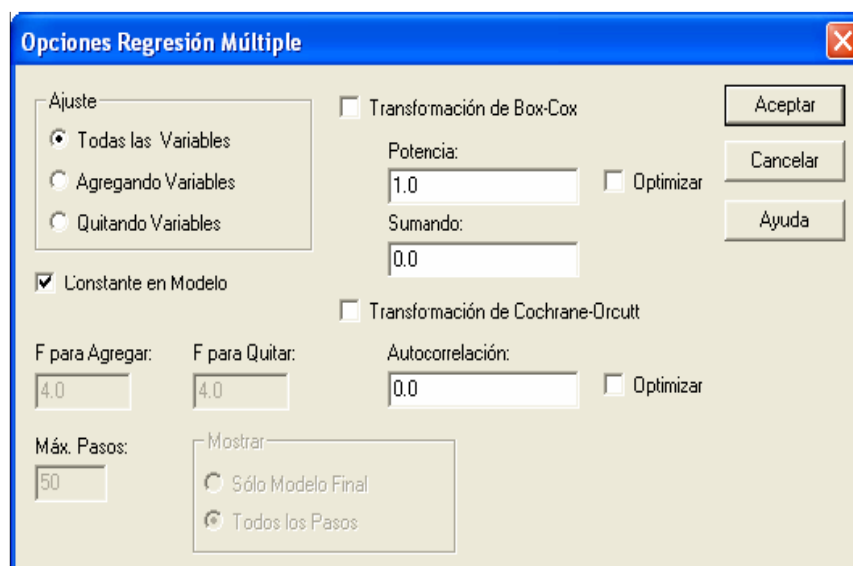 Opciones Regresión Múltiple
Ajuste
Todas las Variables
Agregando Variables
Quitando Variables
Constante en Modelo
F para Agregar:
F para Quitar:
4.0
4.0
Máx. Pasos:
50
Mostrar
Sólo Modelo Final
Todos los Pasos
Transformación de Box-Cox
Potencia:
1.0
Optimizar
Sumando:
0.0
Transformación de Cochrane-Orcutt
Autocorrelación:
0.0
Optimizar
Aceptar
Cancelar
Ayuda